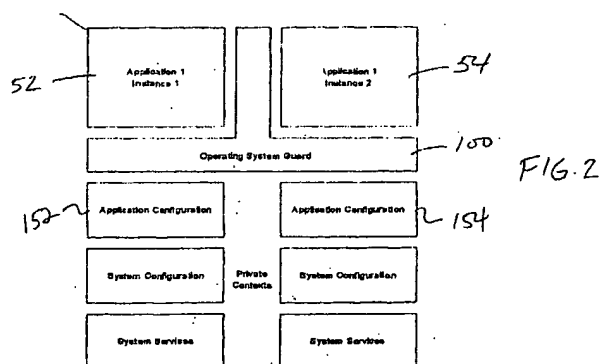 Application 1
Instance 1
Application 1
Instance 2
52
54
Operating System Guard
100
FIG. 2
152
Application Configuration
Application Configuration
154
System Configuration
Private
Contexts
System Configuration
System Services
System Services